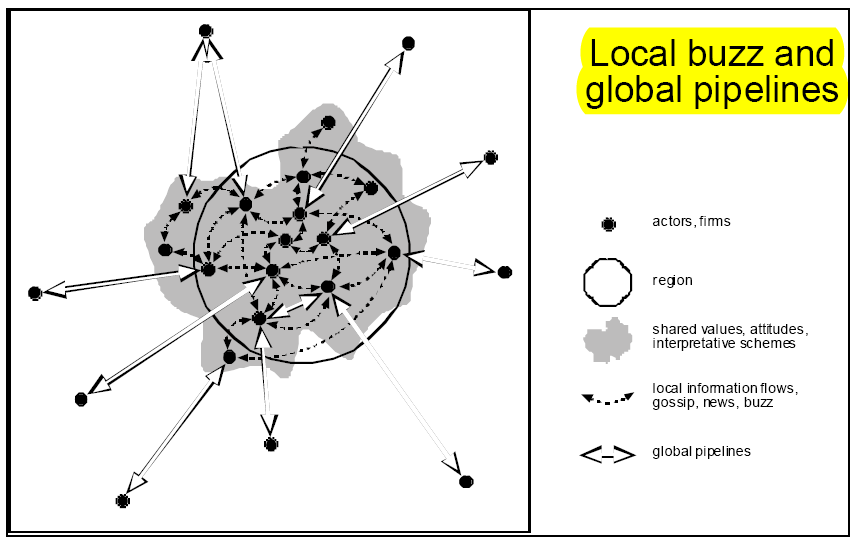 Local buzz and
global pipelines
actors, firms
region
shared values, attitudes,
interpretative schemes
local information flows,
gossip, news, buzz
global pipelines